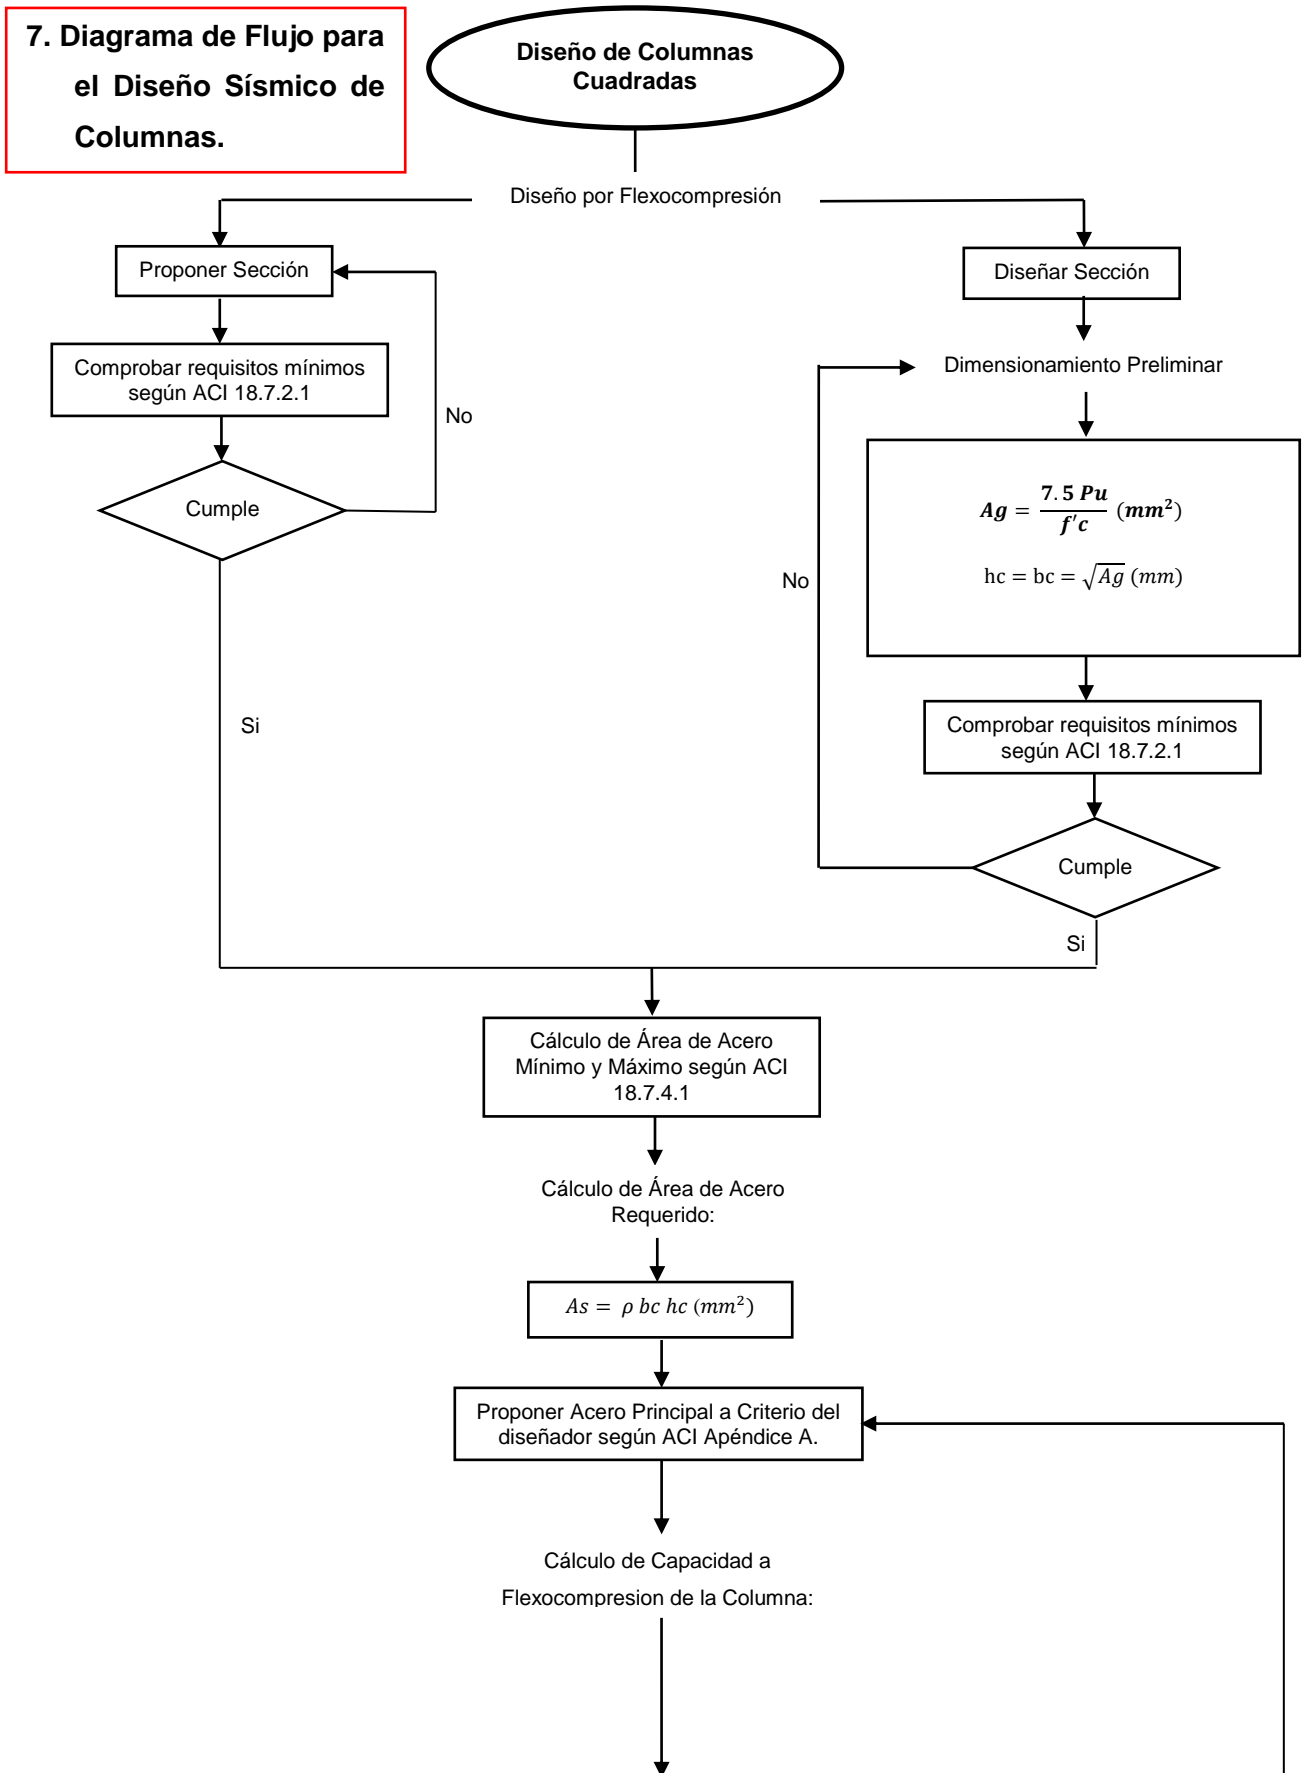 7. Diagrama de Flujo para
el Diseño Sísmico de
Columnas.
Diseño de Columnas
Cuadradas
Diseño por Flexocompresión
Proponer Sección
Diseñar Sección
Comprobar requisitos mínimos
según ACI 18.7.2.1
Dimensionamiento Preliminar
No
Cumple
Ag = 7.5 Pu / f'c (mm²)
hc = bc = √Ag (mm)
No
Si
Comprobar requisitos mínimos
según ACI 18.7.2.1
Cumple
Si
Cálculo de Área de Acero
Mínimo y Máximo según ACI
18.7.4.1
Cálculo de Área de Acero
Requerido:
As = ρ bc hc (mm²)
Proponer Acero Principal a Criterio del
diseñador según ACI Apéndice A.
Cálculo de Capacidad a
Flexocompresion de la Columna: